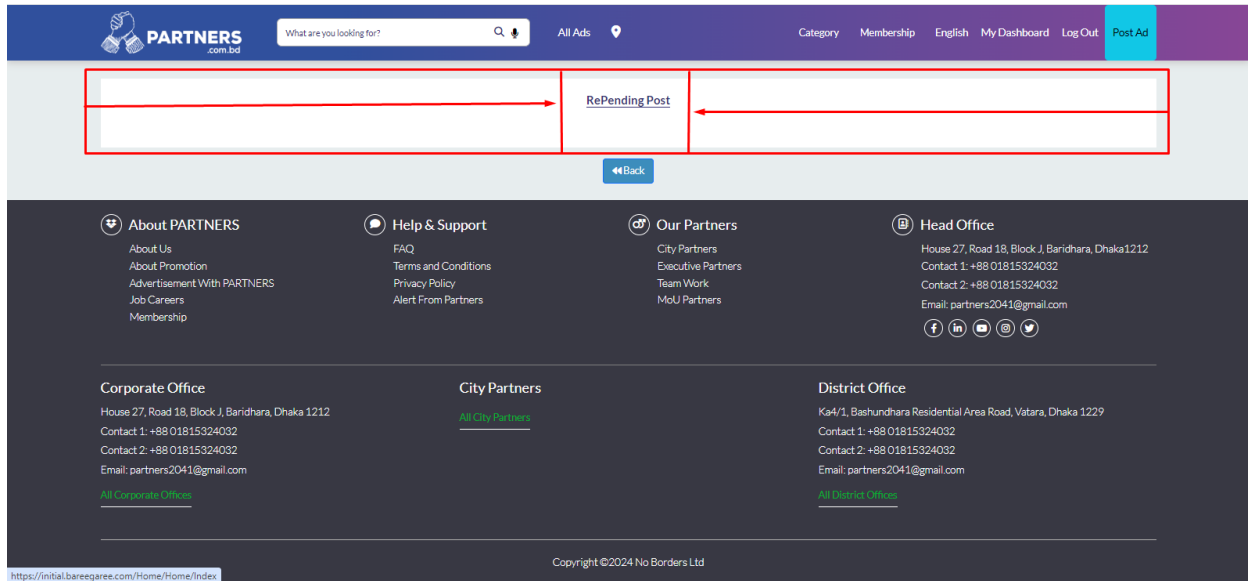 PARTNERS
.com.bd
What are you looking for?
All Ads
Category Membership English My Dashboard Log Out Post Ad
RePending Post
Back
About PARTNERS
About Us
About Promotion
Advertisement With PARTNERS
Job Careers
Membership
Help & Support
FAQ
Terms and Conditions
Privacy Policy
Alert From Partners
Our Partners
City Partners
Executive Partners
Team Work
MoU Partners
Head Office
House 27, Road 18, Block J, Baridhara, Dhaka1212
Contact 1: +88 01815324032
Contact 2: +88 01815324032
Email: partners2041@gmail.com
Corporate Office
House 27, Road 18, Block J, Baridhara, Dhaka 1212
Contact 1: +88 01815324032
Contact 2: +88 01815324032
Email: partners2041@gmail.com
All Corporate Offices
City Partners
All City Partners
District Office
Ka4/1, Bashundhara Residential Area Road, Vatara, Dhaka 1229
Contact 1: +88 01815324032
Contact 2: +88 01815324032
Email: partners2041@gmail.com
All District Offices
Copyright ©2024 No Borders Ltd
https://initial.bareegaree.com/Home/Home/Index